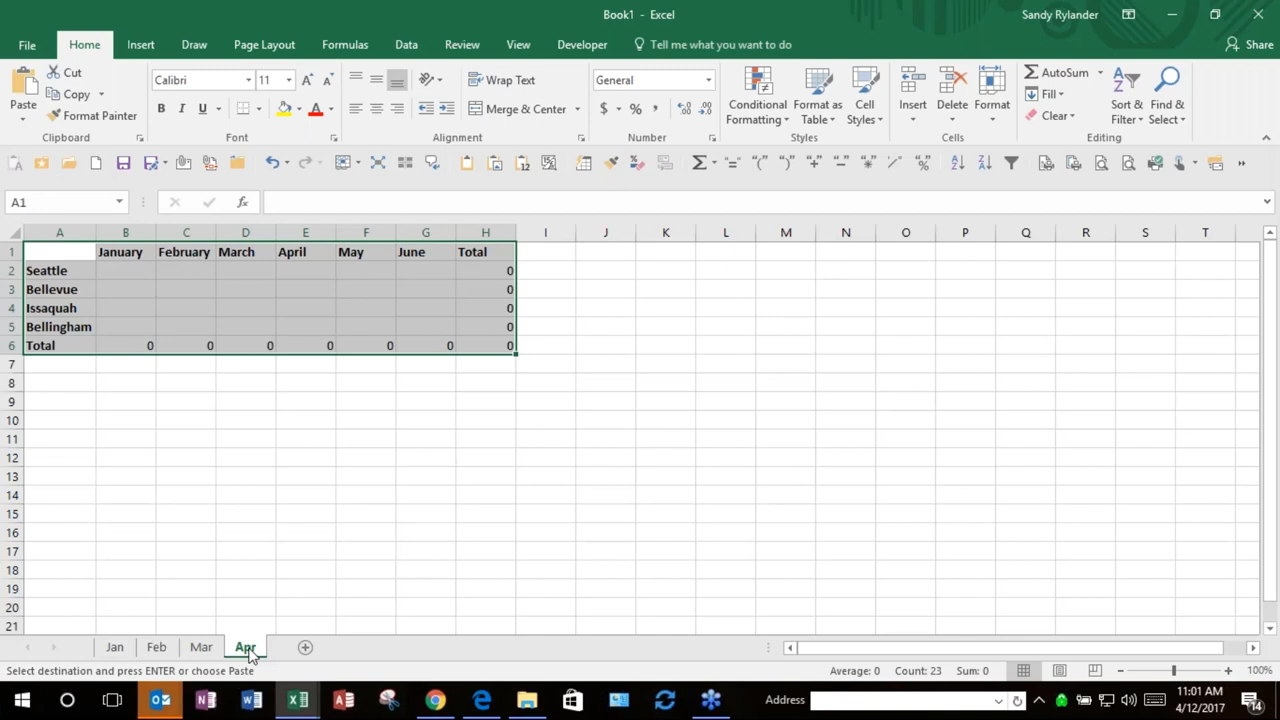 Book1 - Excel
Sandy Rylander
File Home Insert Draw Page Layout Formulas Data Review View Developer Tell me what you want to do Share
Paste
Cut
Copy
Format Painter
Clipboard
Calibri 11
B I U
Font
Wrap Text
Merge & Center
Alignment
General
$ % ,
Number
Conditional Formatting
Format as Table
Cell Styles
Styles
Insert
Delete
Format
Cells
AutoSum
Fill
Clear
Sort & Filter
Find & Select
Editing
A1
A B C D E F G H I J K L M N O P Q R S T
1 January February March April May June Total
2 Seattle 0
3 Bellevue 0
4 Issaquah 0
5 Bellingham 0
6 Total 0 0 0 0 0 0 0
7
8
9
10
11
12
13
14
15
16
17
18
19
20
21
Jan Feb Mar Apr
Select destination and press ENTER or choose Paste
Average: 0 Count: 23 Sum: 0
100%
Address
11:01 AM
4/12/2017
14